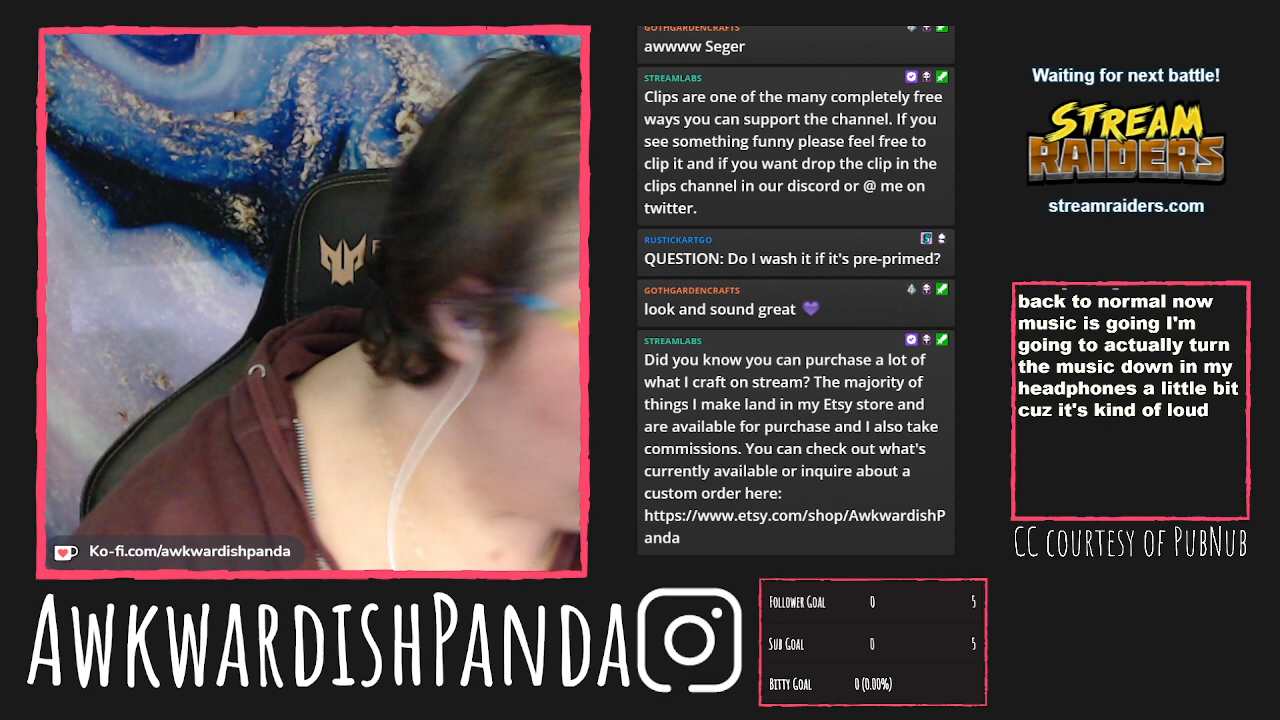 GOTHGARDENCRAFTS
awwww Seger
STREAMLABS
Clips are one of the many completely free
ways you can support the channel. If you
see something funny please feel free to
clip it and if you want drop the clip in the
clips channel in our discord or @ me on
twitter.
RUSTICKARTGO
QUESTION: Do I wash it if it's pre-primed?
GOTHGARDENCRAFTS
look and sound great
STREAMLABS
Did you know you can purchase a lot of
what I craft on stream? The majority of
things I make land in my Etsy store and
are available for purchase and I also take
commissions. You can check out what's
currently available or inquire about a
custom order here:
https://www.etsy.com/shop/AwkwardishP
anda
Waiting for next battle!
STREAM
RAIDERS
streamraiders.com
back to normal now
music is going I'm
going to actually turn
the music down in my
headphones a little bit
cuz it's kind of loud
CC courtesy of PubNub
Ko-fi.com/awkwardishpanda
AwkwardishPanda
Follower Goal 0 5
Sub Goal 0 5
Bitty Goal 0 (0.00%)